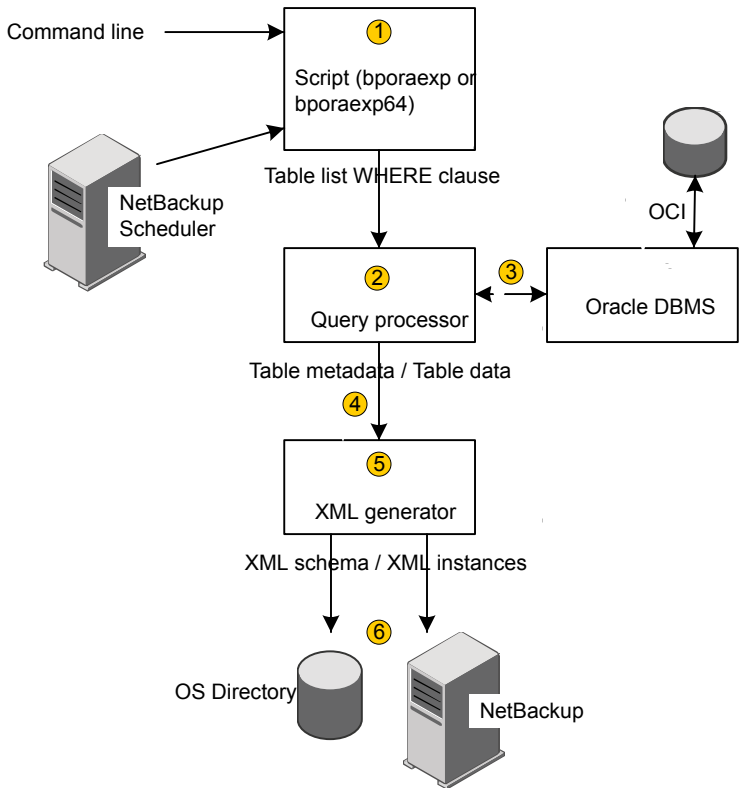 Command line
1
Script (bporaexp or
bporaexp64)
NetBackup
Scheduler
Table list WHERE clause
OCI
2
Query processor
3
Oracle DBMS
Table metadata / Table data
4
5
XML generator
XML schema / XML instances
6
OS Directory
NetBackup